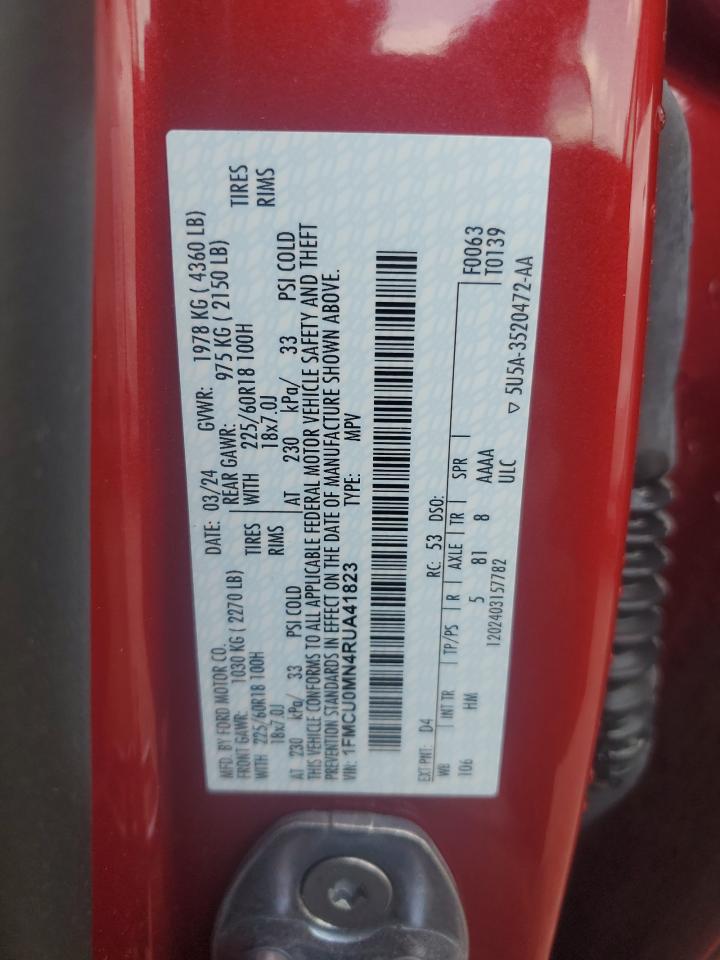 MFD. BY FORD MOTOR CO. DATE: 03/24 GVWR: 1978 KG ( 4360 LB)
FRONT GAWR: 1030 KG ( 2270 LB) REAR GAWR: 975 KG ( 2150 LB)
WITH 225/60R18 100H TIRES WITH 225/60R18 100H TIRES
18x7.0J RIMS 18x7.0J RIMS
AT 230 kPa/ 33 PSI COLD AT 230 kPa/ 33 PSI COLD
THIS VEHICLE CONFORMS TO ALL APPLICABLE FEDERAL MOTOR VEHICLE SAFETY AND THEFT
PREVENTION STANDARDS IN EFFECT ON THE DATE OF MANUFACTURE SHOWN ABOVE.
VIN: 1FMCU0MN4RUA41823 TYPE: MPV
EXT PNT: D4 RC: 53 DSO: F0063
WB INT TR TP/PS R AXLE TR SPR T0139
106 HM 5 81 8 AAAA
1202403157782 ULC
▽ 5U5A-3520472-AA